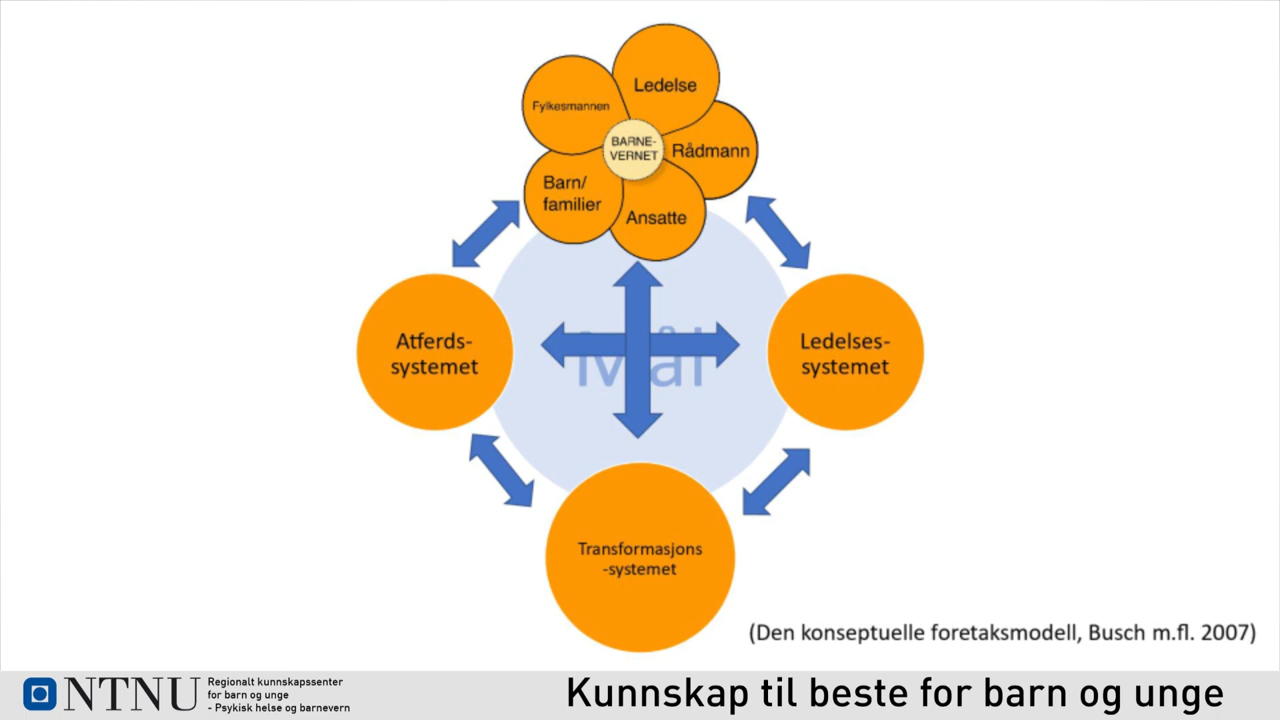 Ledelse
Fylkesmannen
BARNE-
VERNET
Rådmann
Barn/
familier
Ansatte
Atferds-
systemet
Mål
Ledelses-
systemet
Transformasjons
-systemet
(Den konseptuelle foretaksmodell, Busch m.fl. 2007)
NTNU
Regionalt kunnskapssenter
for barn og unge
- Psykisk helse og barnevern
Kunnskap til beste for barn og unge